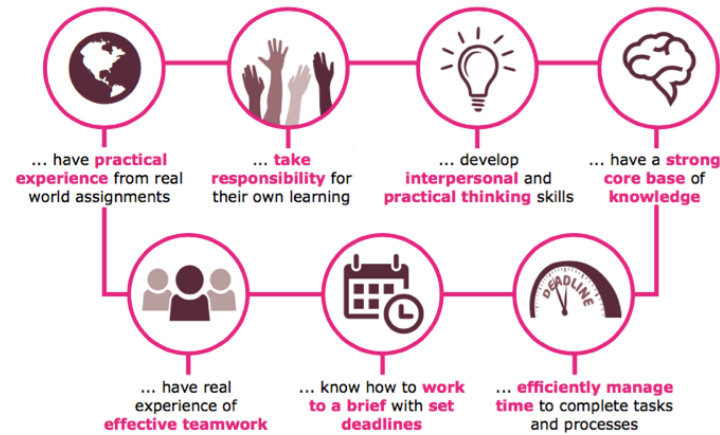 ... have practical
experience from real
world assignments
... take
responsibility for
their own learning
... develop
interpersonal and
practical thinking skills
... have a strong
core base of
knowledge
DEADLINE
... have real
experience of
effective teamwork
... know how to work
to a brief with set
deadlines
... efficiently manage
time to complete tasks
and processes